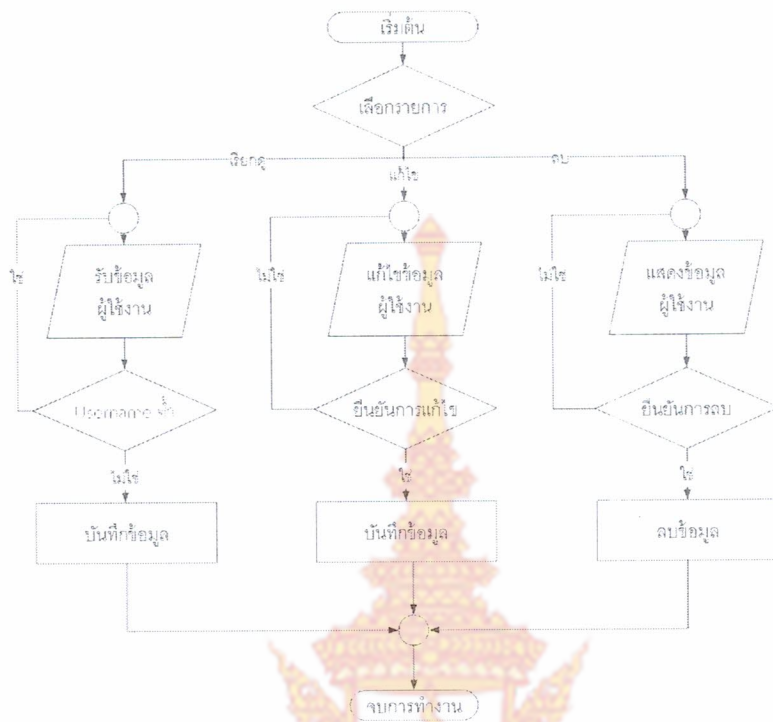 เริ่มต้น
เลือกรายการ
เรียกดู
แก้ไข
ลบ
ใช่
รับข้อมูล
ผู้ใช้งาน
ไม่ใช่
แก้ไขข้อมูล
ผู้ใช้งาน
ไม่ใช่
แสดงข้อมูล
ผู้ใช้งาน
Username ซ้ำ
ยืนยันการแก้ไข
ยืนยันการลบ
ไม่ใช่
ใช่
ใช่
บันทึกข้อมูล
บันทึกข้อมูล
ลบข้อมูล
จบการทำงาน